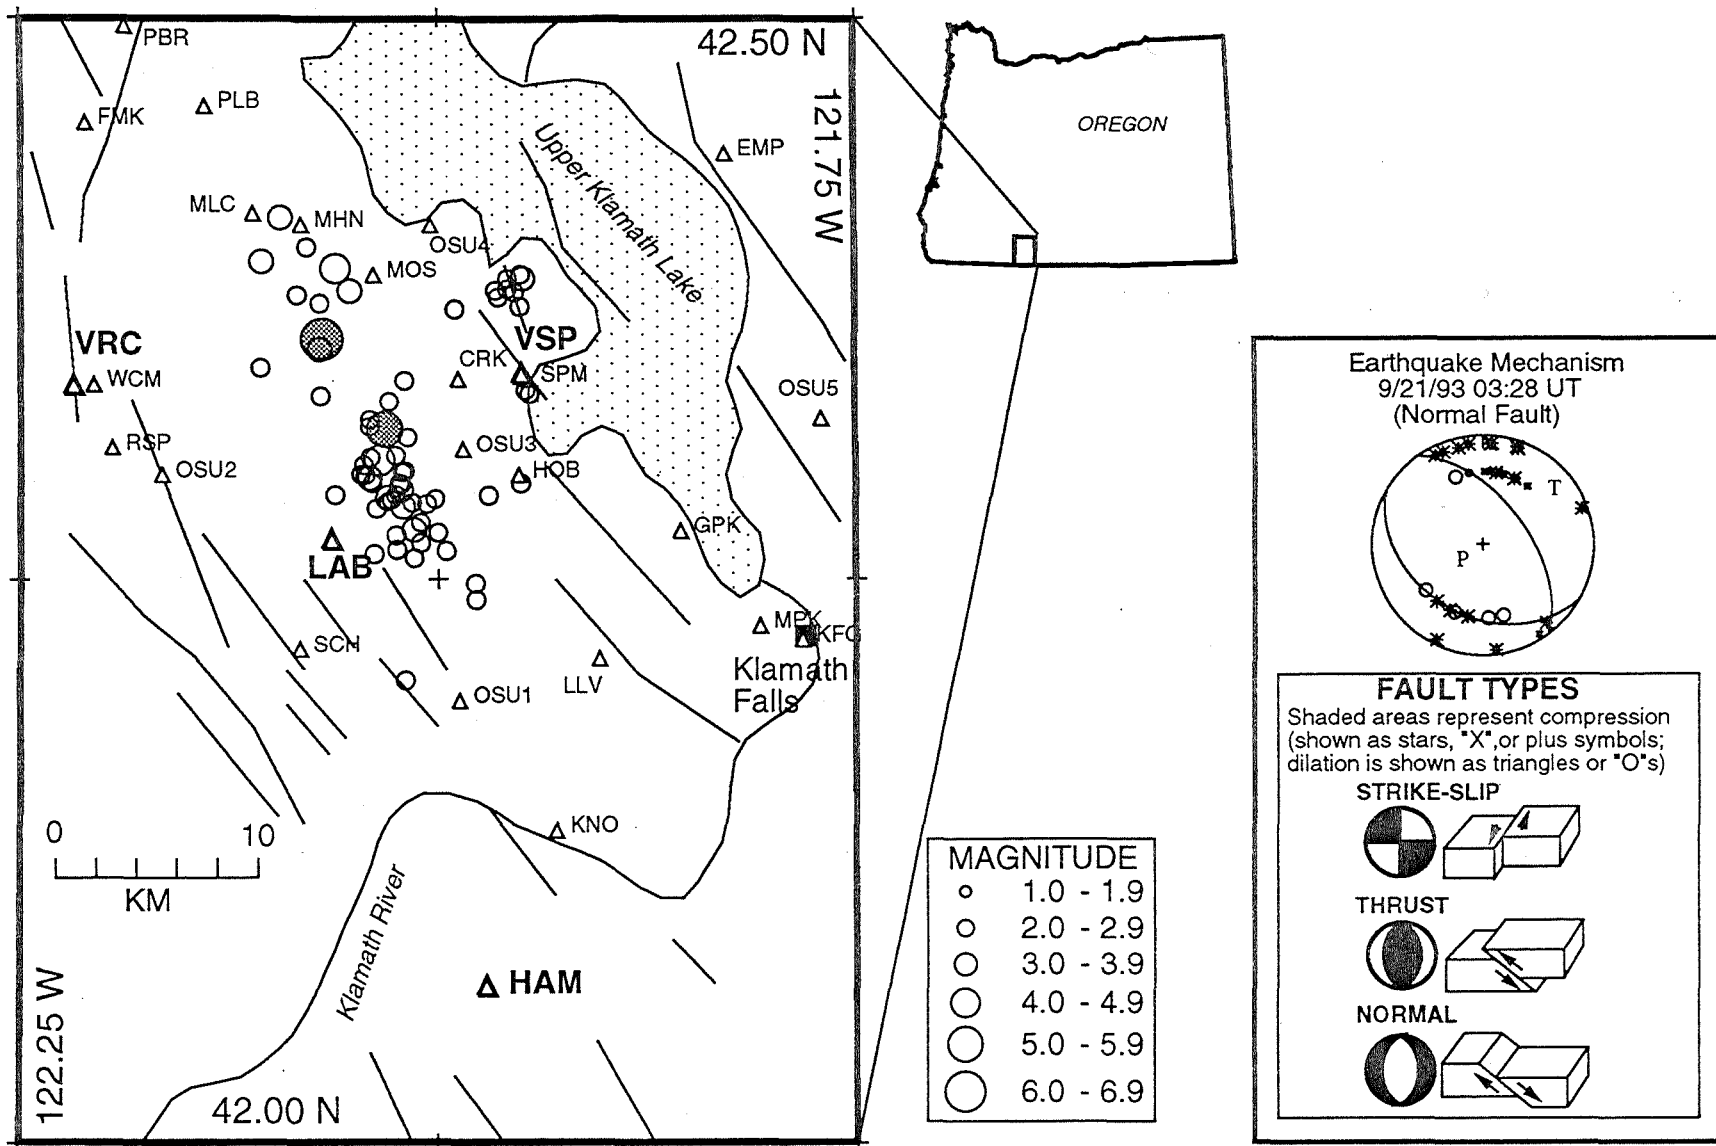 PBR
42.50 N
FMK
PLB
121.75 W
EMP
Upper Klamath Lake
OREGON
MLC
MHN
OSU4
MOS
VRC
VSP
WCM
CRK
SPM
OSU5
RSP
OSU2
OSU3
HOB
GPK
LAB
MPK
KFO
SCH
LLV
Klamath
Falls
OSU1
0 10
KM
KNO
Klamath River
HAM
122.25 W
42.00 N
MAGNITUDE
1.0 - 1.9
2.0 - 2.9
3.0 - 3.9
4.0 - 4.9
5.0 - 5.9
6.0 - 6.9
Earthquake Mechanism
9/21/93 03:28 UT
(Normal Fault)
T
P
FAULT TYPES
Shaded areas represent compression
(shown as stars, "X",or plus symbols;
dilation is shown as triangles or "O"s)
STRIKE-SLIP
THRUST
NORMAL